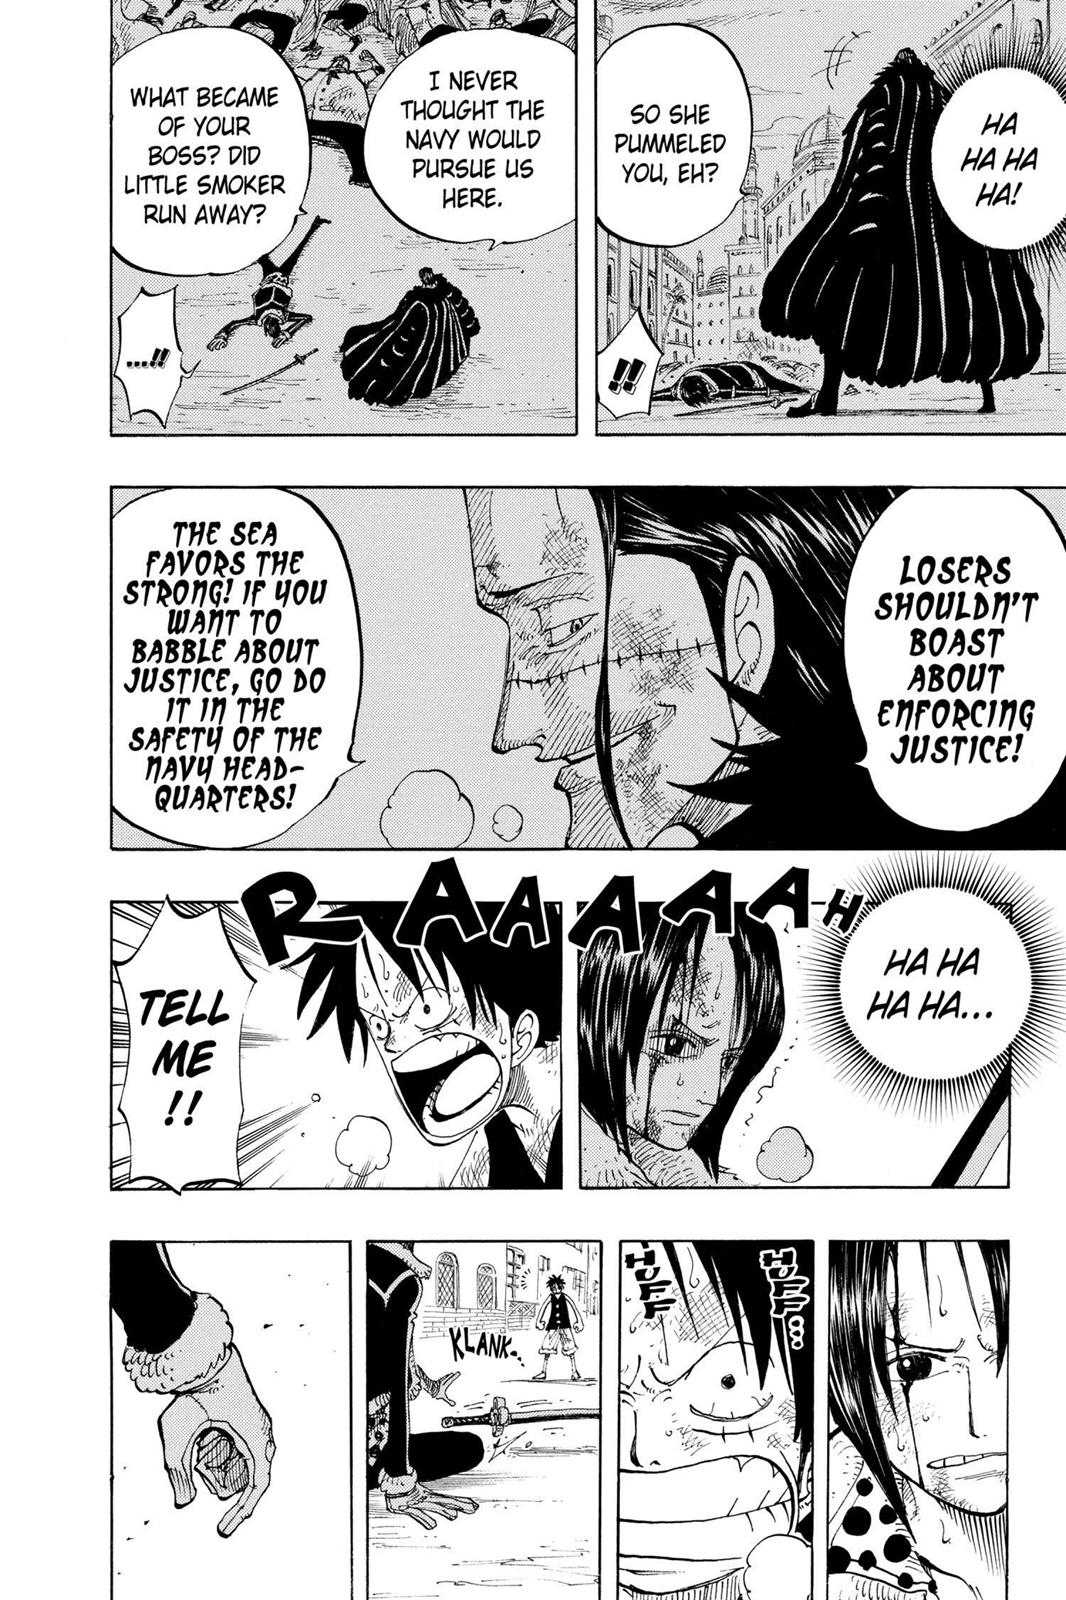 HA
HA HA
HA!
SO SHE
PUMMELED
YOU, EH?
!!
I NEVER
THOUGHT THE
NAVY WOULD
PURSUE US
HERE.
WHAT BECAME
OF YOUR
BOSS? DID
LITTLE SMOKER
RUN AWAY?
...!!
LOSERS
SHOULDN'T
BOAST
ABOUT
ENFORCING
JUSTICE!
THE SEA
FAVORS THE
STRONG! IF YOU
WANT TO
BABBLE ABOUT
JUSTICE, GO DO
IT IN THE
SAFETY OF THE
NAVY HEAD-
QUARTERS!
HA HA
HA HA...
RAAAAAAH
TELL
ME!!
HUFF...
HUFF
HUFF
KLANK...